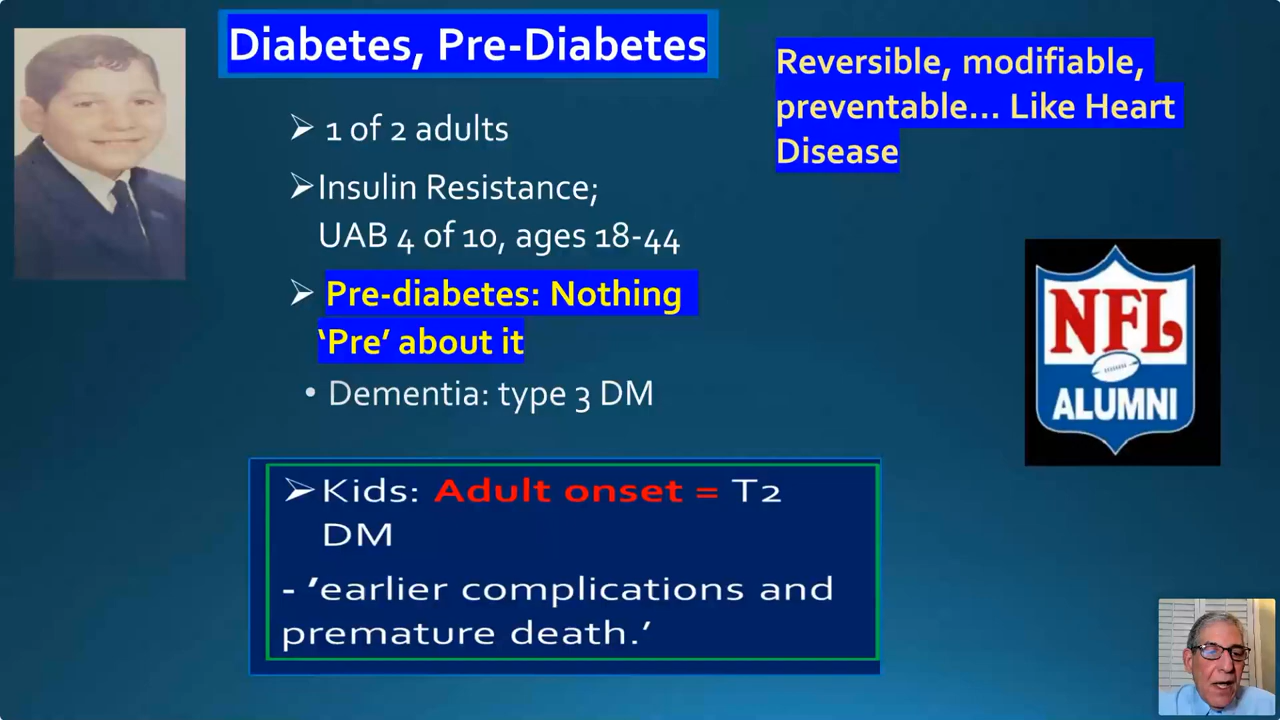 Diabetes, Pre-Diabetes
Reversible, modifiable,
preventable... Like Heart
Disease
➢ 1 of 2 adults
➢Insulin Resistance;
UAB 4 of 10, ages 18-44
➢ Pre-diabetes: Nothing
‘Pre’ about it
• Dementia: type 3 DM
NFL
ALUMNI
➢Kids: Adult onset = T2
DM
- ’earlier complications and
premature death.’